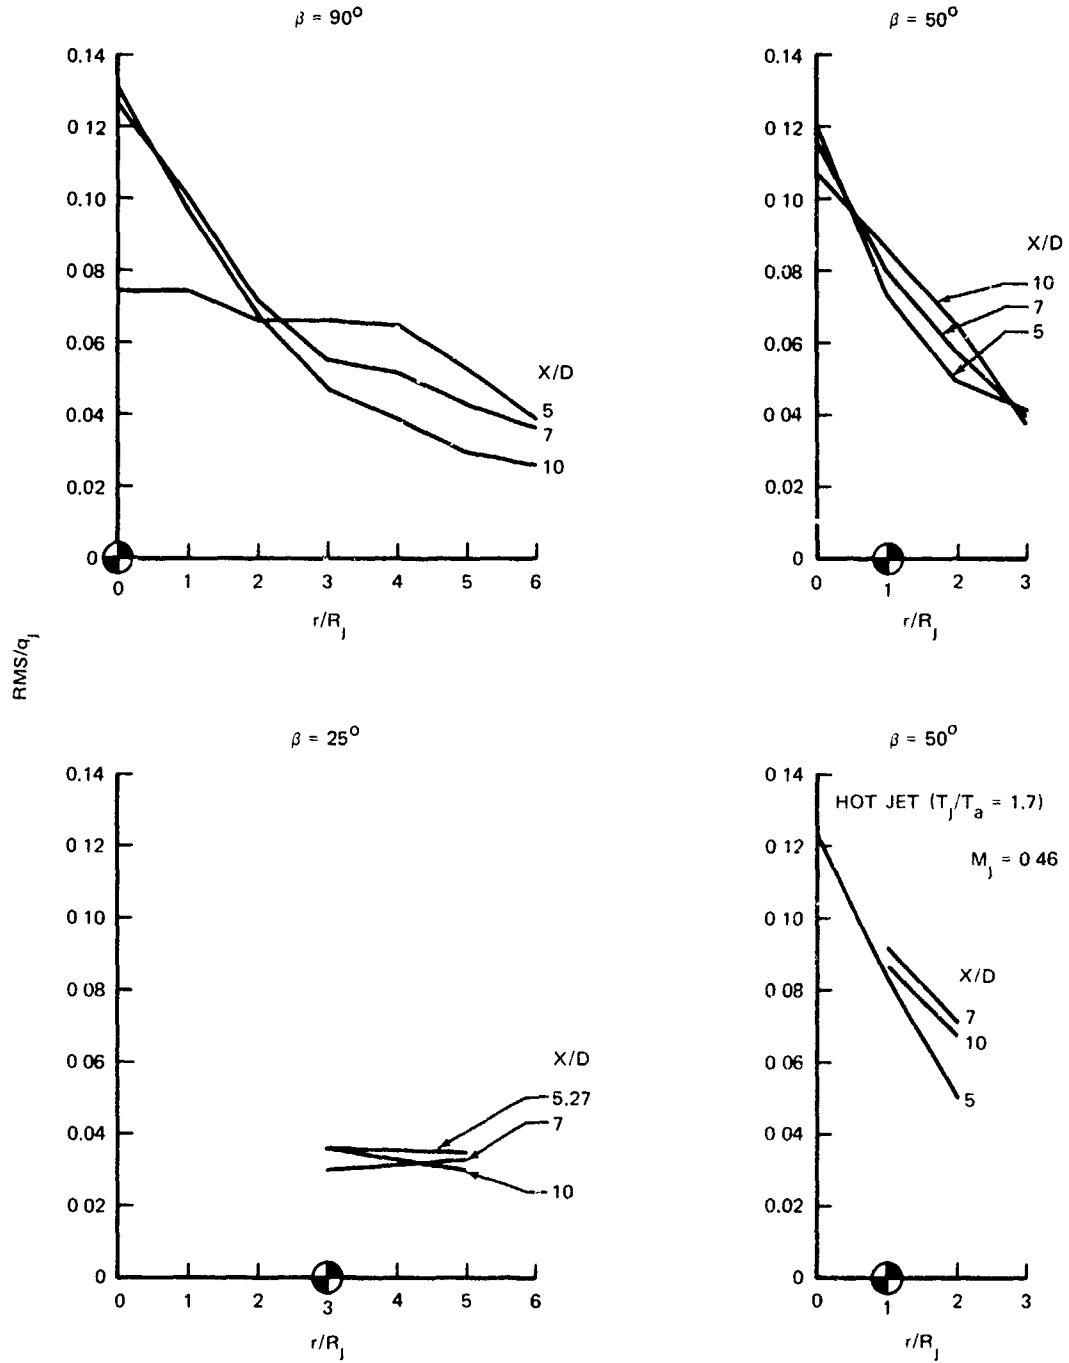 β = 90°
0.14
0 12
0.10
0.08
0.06
0.04
0.02
0
X/D
5
7
10
0 1 2 3 4 5 6
r/Rj
β = 50°
0.14
0 12
0.10
0.08
0.06
0 04
0.02
0
X/D
10
7
5
0 1 2 3
r/Rj
RMS/qj
β = 25°
0.14
0 12
0 10
0 08
0 06
0.04
0 02
0
X/D
5.27
7
10
0 1 2 3 4 5 6
r/Rj
β = 50°
0 14
HOT JET (Tj/Ta = 1.7)
0 12
Mj = 0 46
0 10
0 08
0 06
0 04
0.02
0
X/D
7
10
5
0 1 2 3
r/Rj